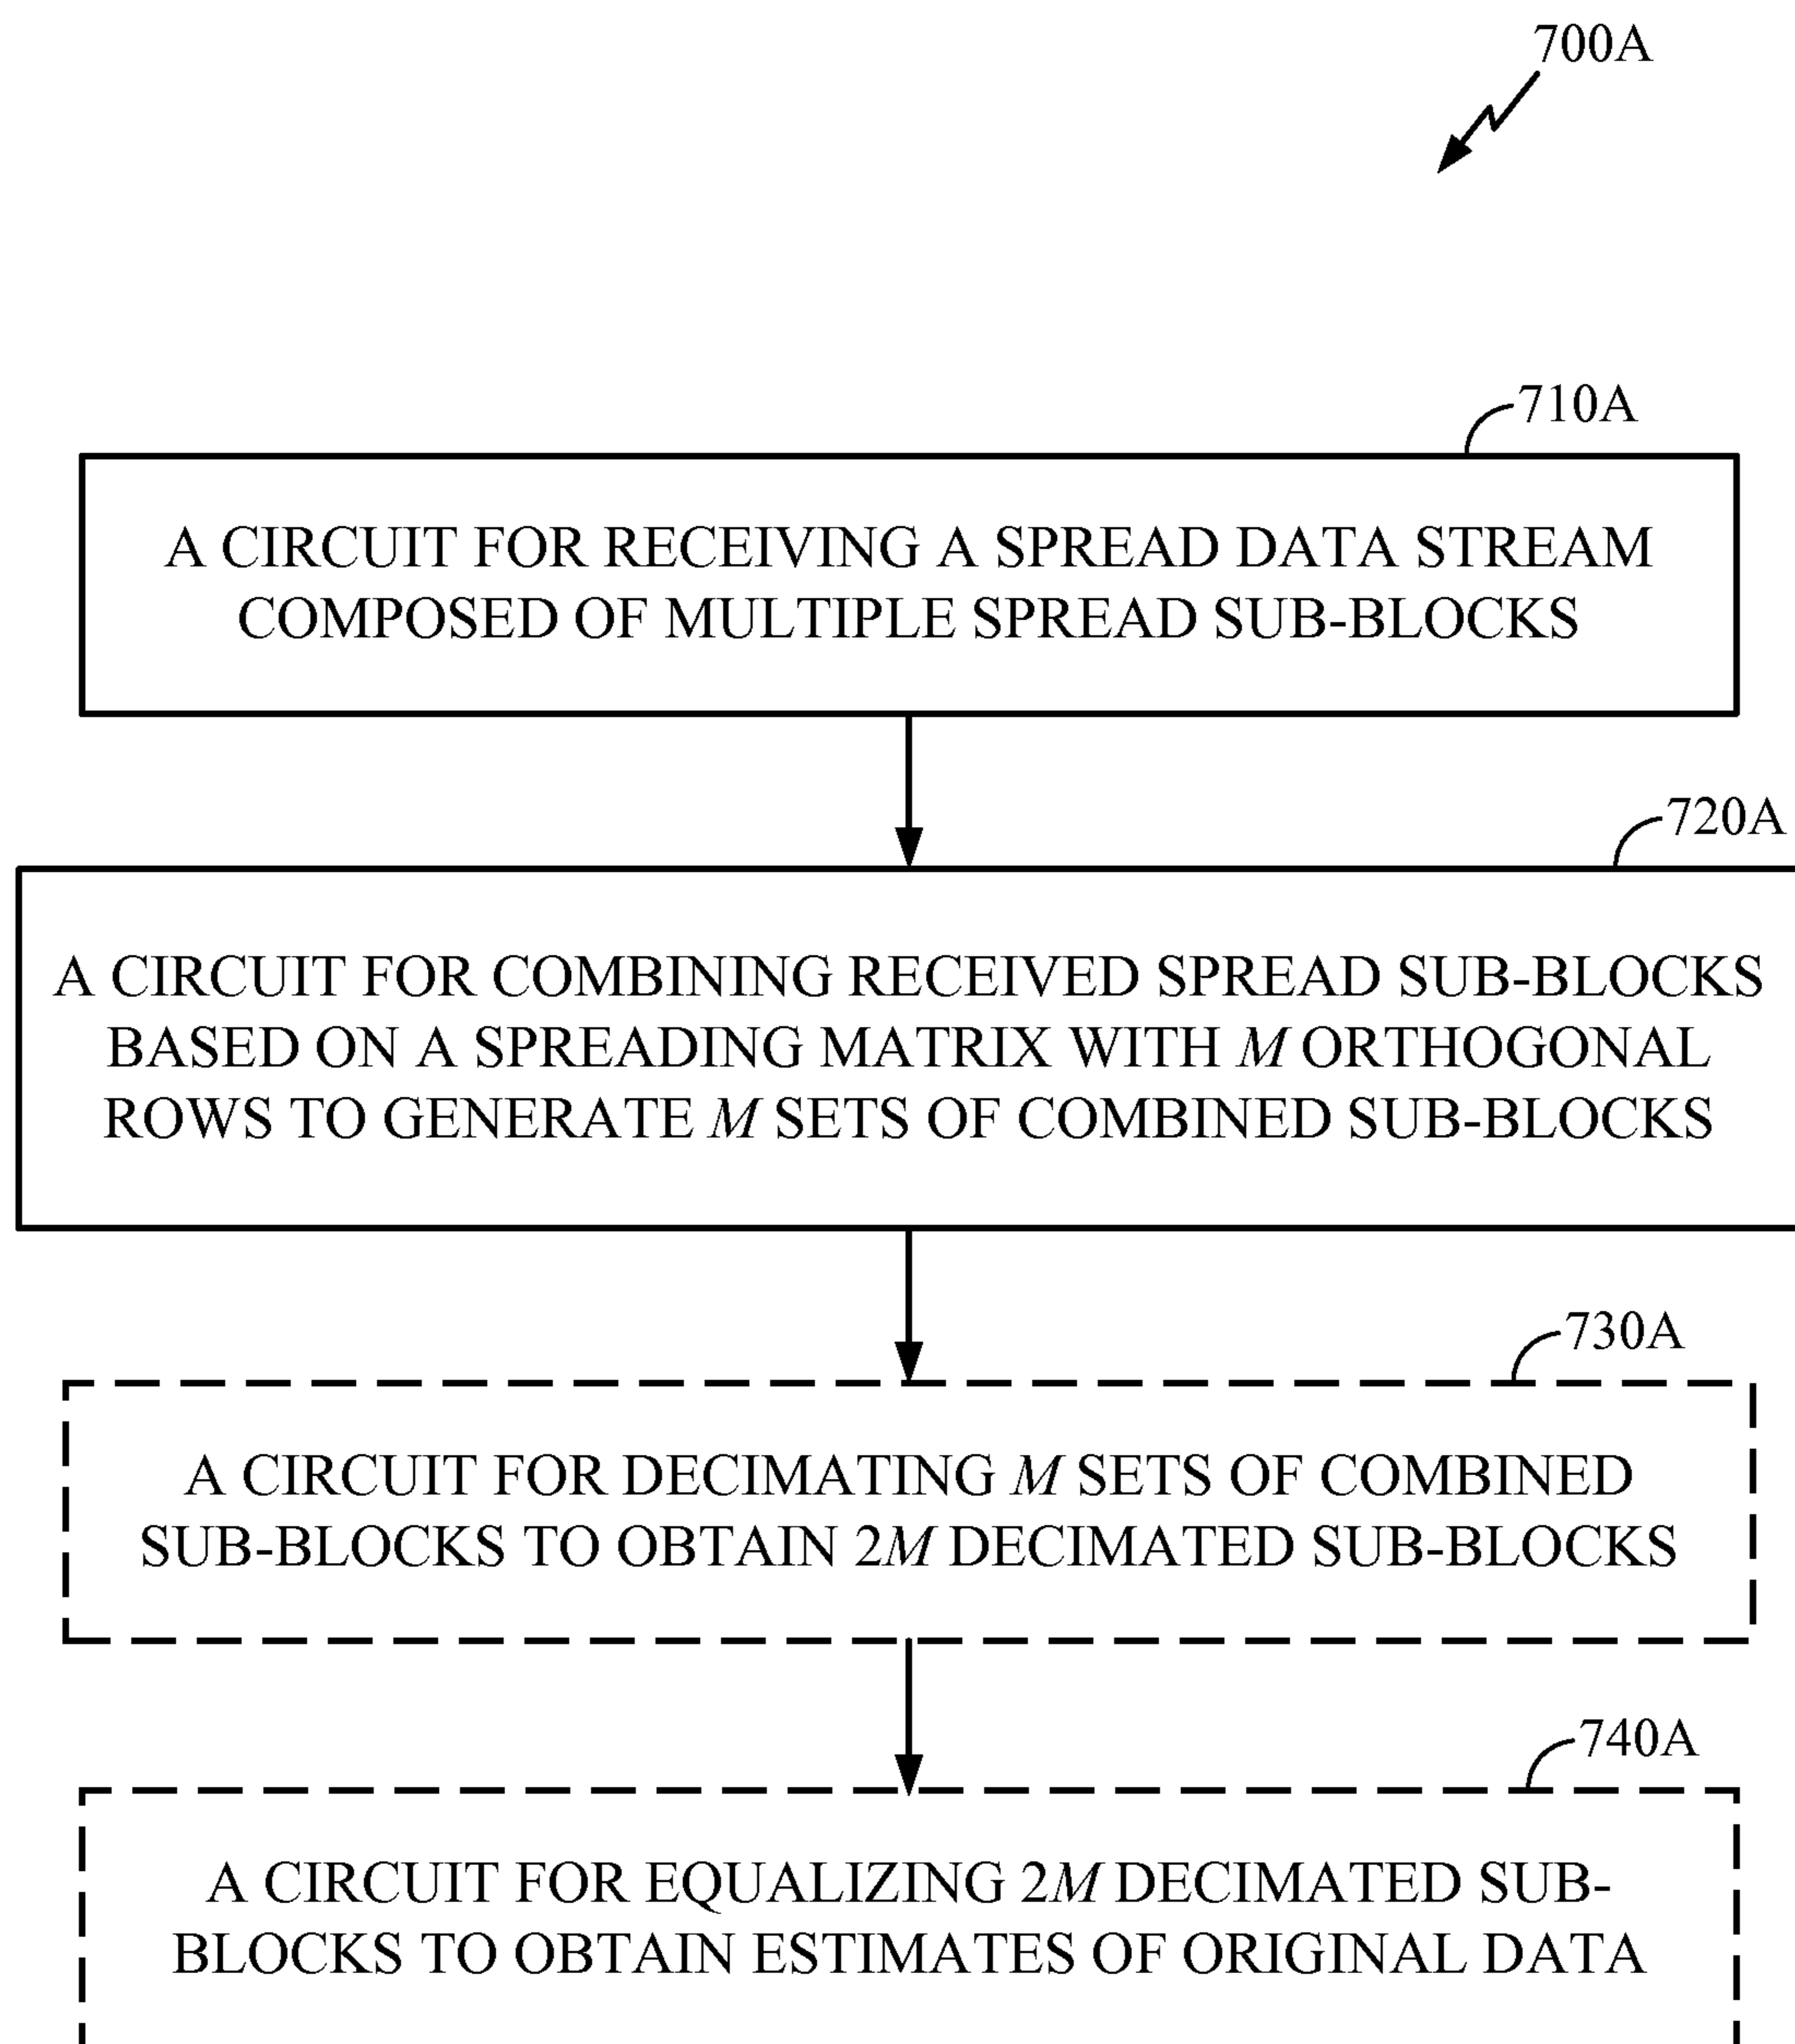 700A
710A
A CIRCUIT FOR RECEIVING A SPREAD DATA STREAM
COMPOSED OF MULTIPLE SPREAD SUB-BLOCKS
720A
A CIRCUIT FOR COMBINING RECEIVED SPREAD SUB-BLOCKS
BASED ON A SPREADING MATRIX WITH M ORTHOGONAL
ROWS TO GENERATE M SETS OF COMBINED SUB-BLOCKS
730A
A CIRCUIT FOR DECIMATING M SETS OF COMBINED
SUB-BLOCKS TO OBTAIN 2M DECIMATED SUB-BLOCKS
740A
A CIRCUIT FOR EQUALIZING 2M DECIMATED SUB-
BLOCKS TO OBTAIN ESTIMATES OF ORIGINAL DATA